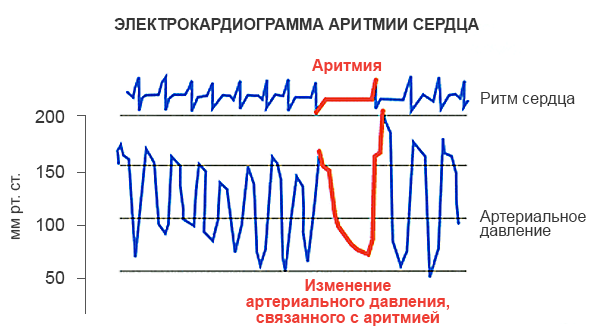 ЭЛЕКТРОКАРДИОГРАММА АРИТМИИ СЕРДЦА
Аритмия
Ритм сердца
200
150
100
50
мм рт. ст.
Артериальное
давление
Изменение
артериального давления,
связанного с аритмией